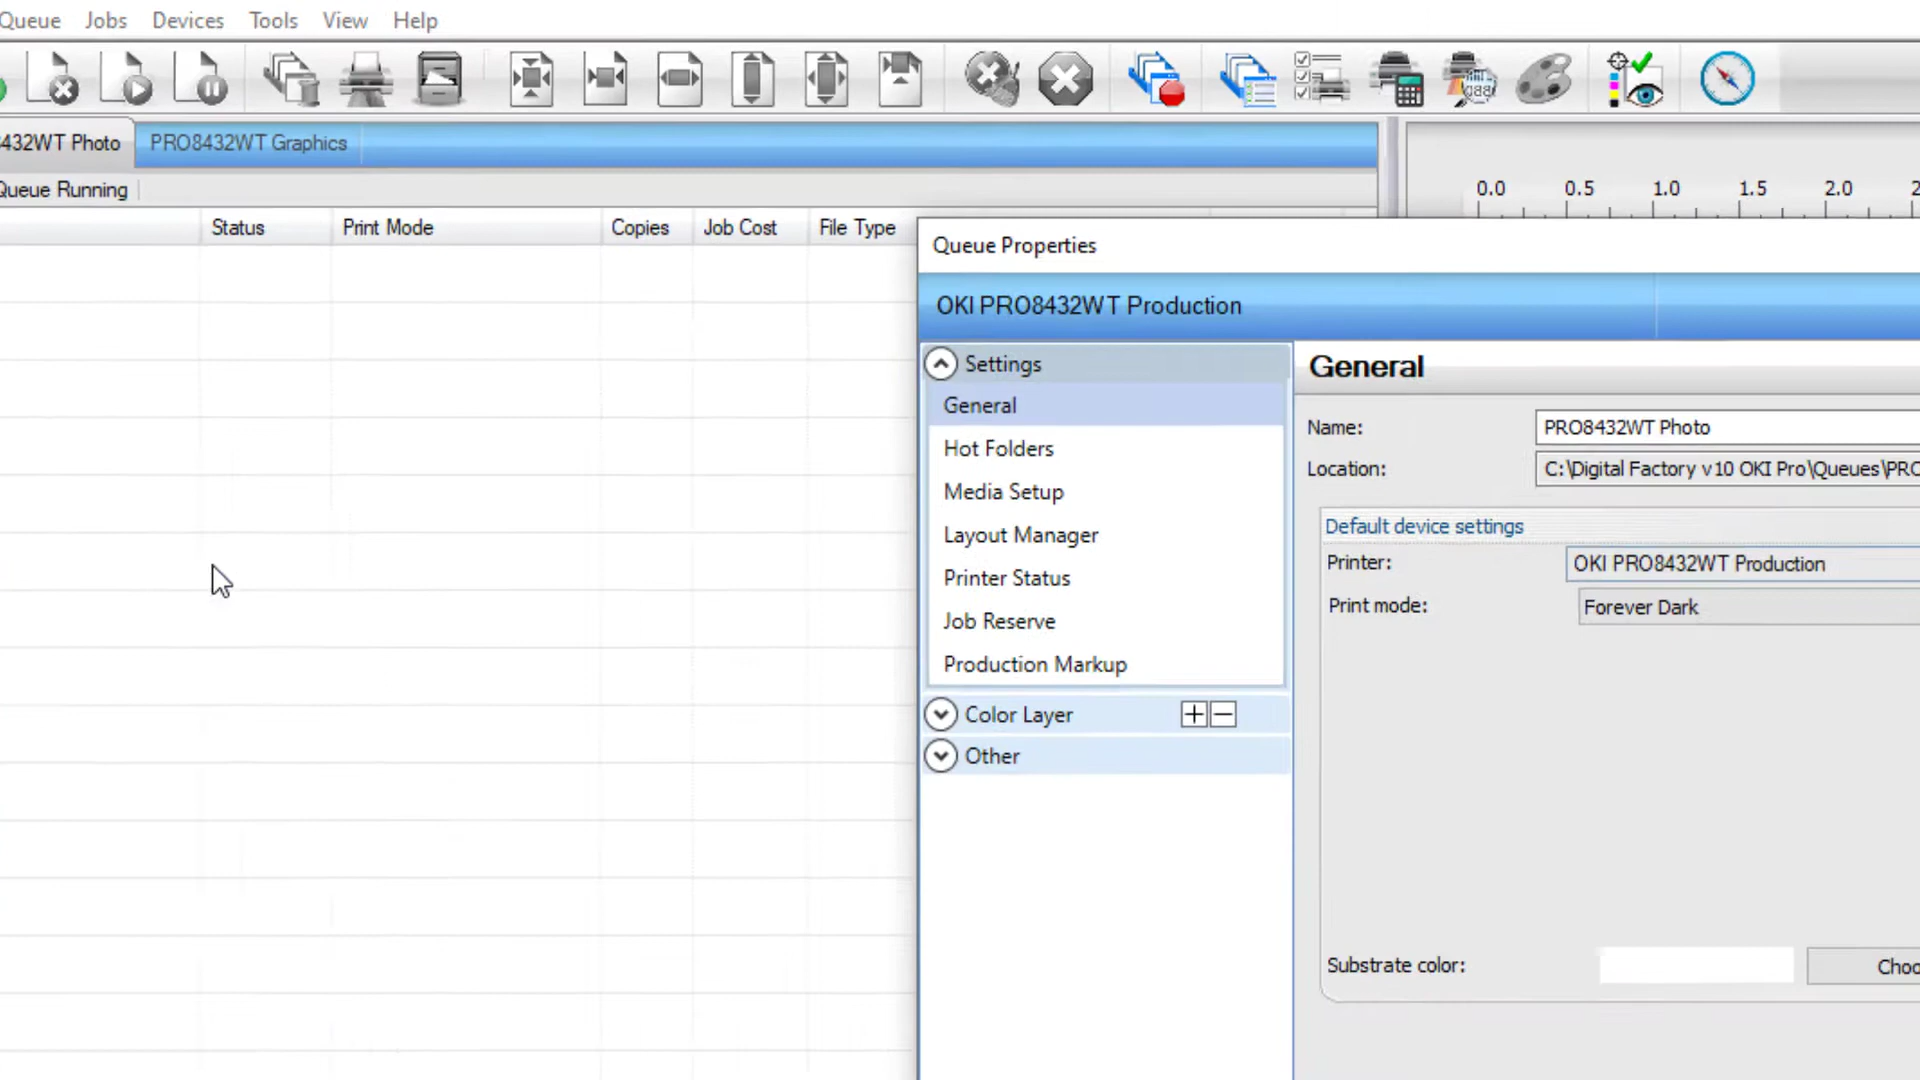 Queue Jobs Devices Tools View Help
432WT Photo PRO8432WT Graphics
Queue Running
0.0 0.5 1.0 1.5 2.0 2
Status Print Mode Copies Job Cost File Type
Queue Properties
OKI PRO8432WT Production
Settings
General
Hot Folders
Media Setup
Layout Manager
Printer Status
Job Reserve
Production Markup
Color Layer
Other
General
Name: PRO8432WT Photo
Location: C:\Digital Factory v10 OKI Pro\Queues\PRO
Default device settings
Printer: OKI PRO8432WT Production
Print mode: Forever Dark
Substrate color: Choo